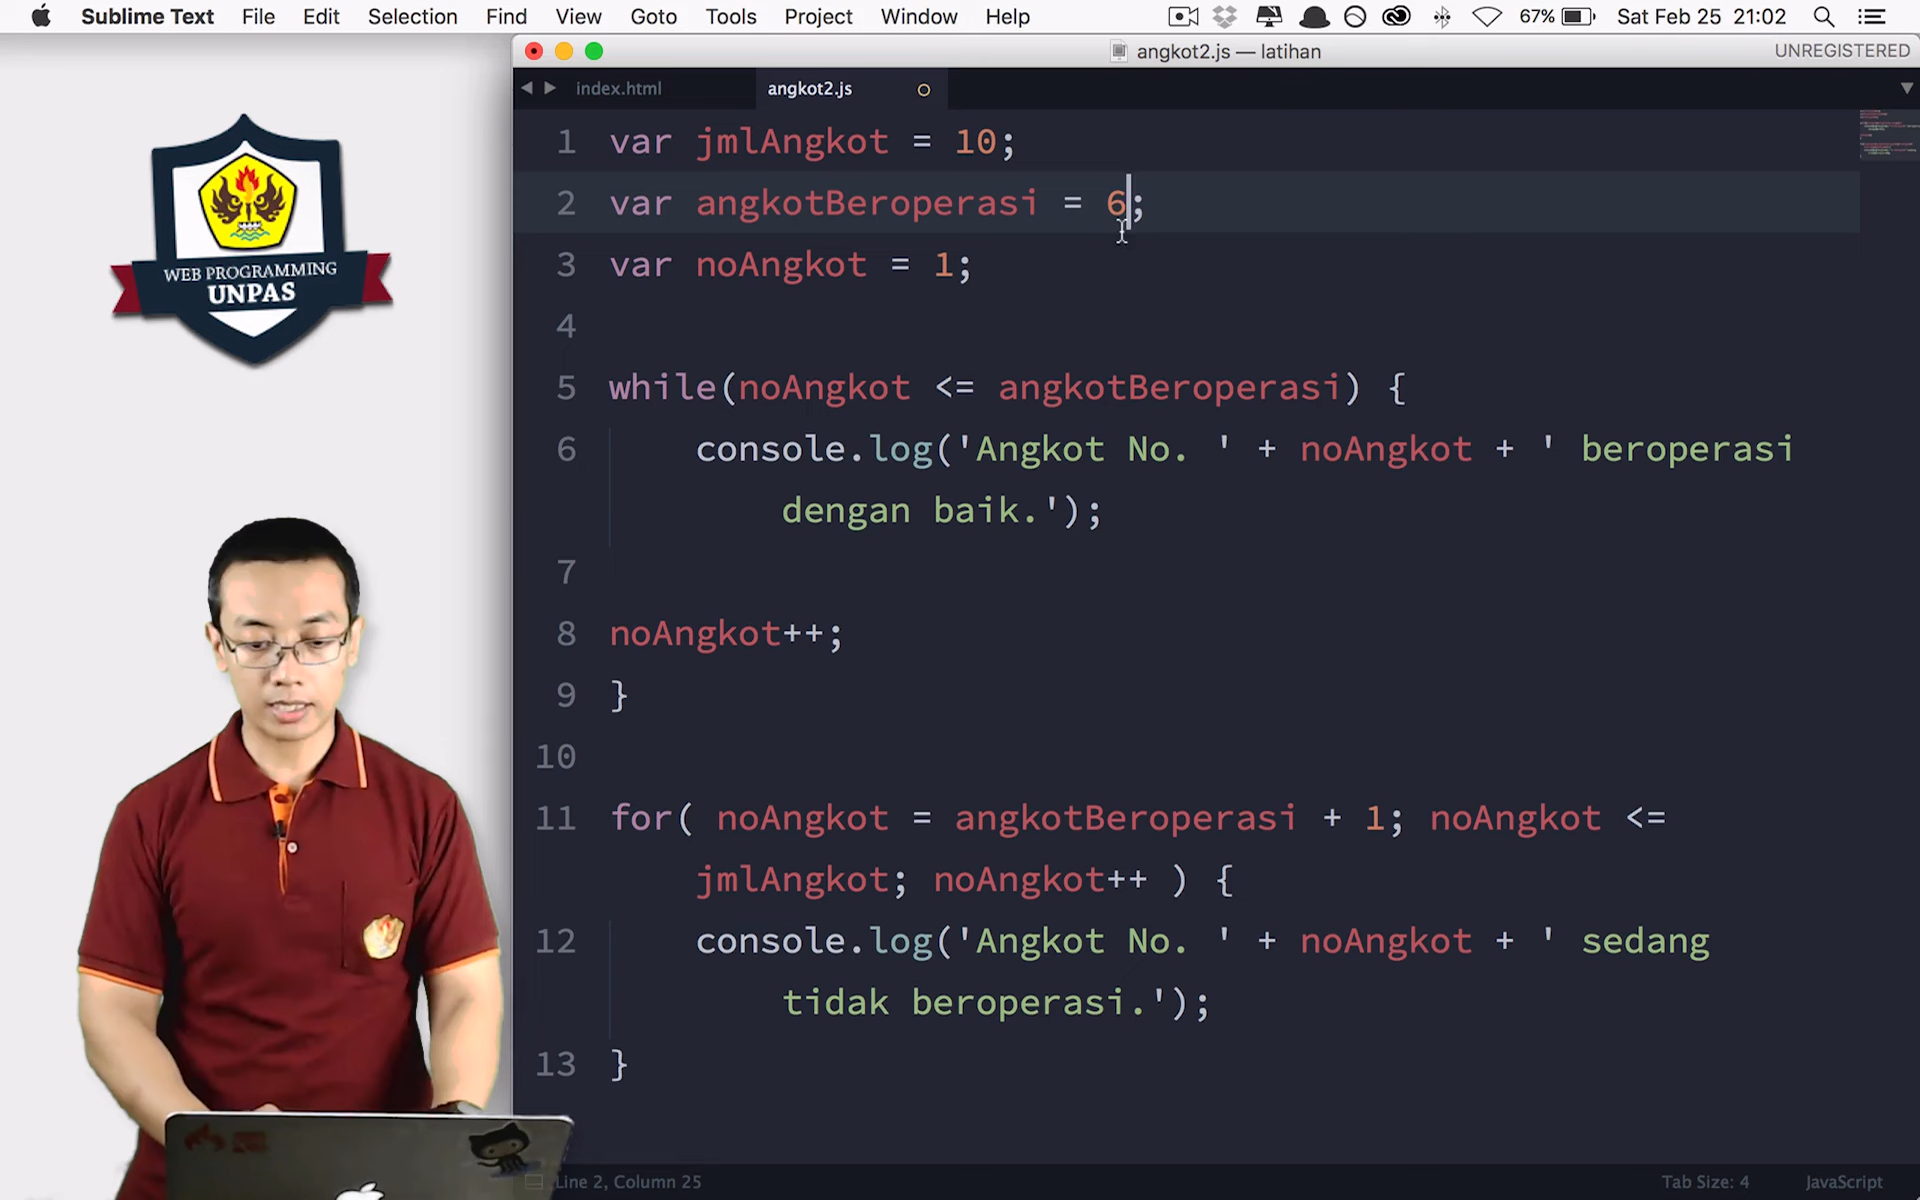 Sublime Text File Edit Selection Find View Goto Tools Project Window Help 67% Sat Feb 25 21:02
angkot2.js — latihan UNREGISTERED
index.html angkot2.js
WEB PROGRAMMING
UNPAS
1 var jmlAngkot = 10;
2 var angkotBeroperasi = 6;
3 var noAngkot = 1;
4
5 while(noAngkot <= angkotBeroperasi) {
6 console.log('Angkot No. ' + noAngkot + ' beroperasi
dengan baik.');
7
8 noAngkot++;
9 }
10
11 for( noAngkot = angkotBeroperasi + 1; noAngkot <=
jmlAngkot; noAngkot++ ) {
12 console.log('Angkot No. ' + noAngkot + ' sedang
tidak beroperasi.');
13 }
Line 2, Column 25 Tab Size: 4 JavaScript